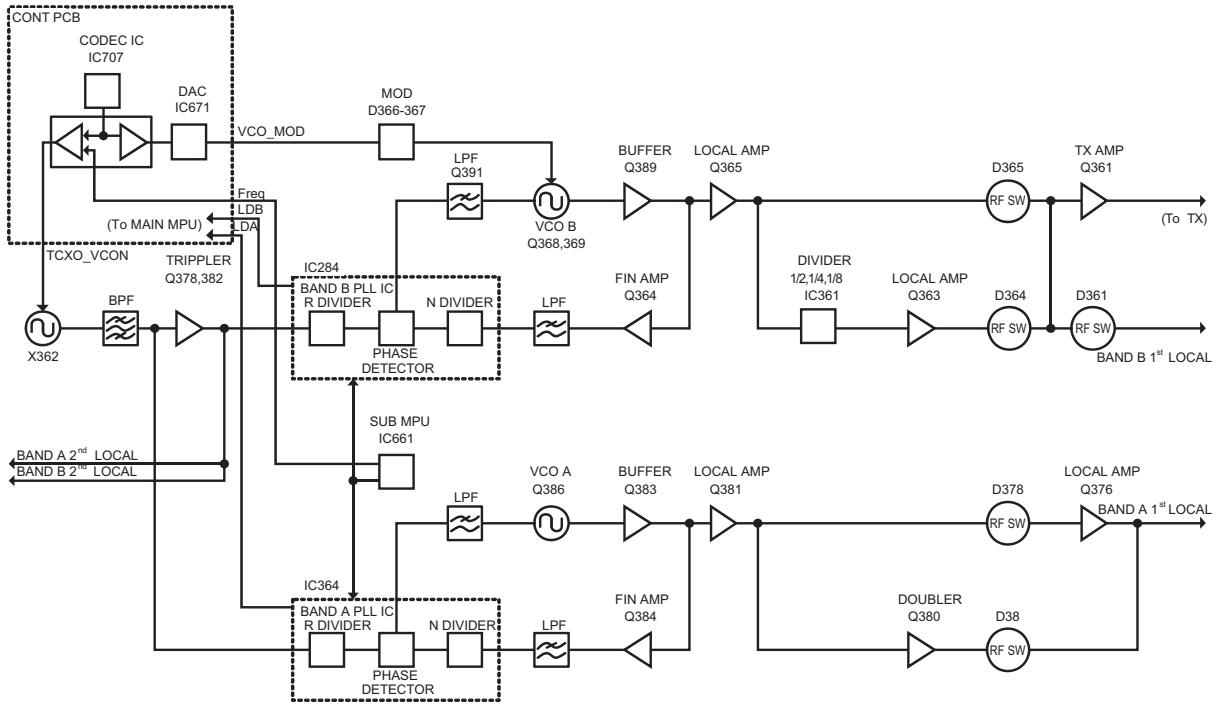 CONT PCB
CODEC IC
IC707
DAC
IC671
VCO_MOD
MOD
D366-367
LPF
Q391
BUFFER
Q389
LOCAL AMP
Q365
D365
RF SW
TX AMP
Q361
(To TX)
Freq
LDB
(To MAIN MPU)
LDA
VCO B
Q368,369
TCXO_VCON
TRIPPLER
Q378,382
IC284
BAND B PLL IC
R DIVIDER
N DIVIDER
PHASE
DETECTOR
LPF
FIN AMP
Q364
DIVIDER
1/2,1/4,1/8
IC361
LOCAL AMP
Q363
D364
RF SW
D361
RF SW
BAND B 1st LOCAL
BPF
X362
SUB MPU
IC661
BAND A 2nd LOCAL
BAND B 2nd LOCAL
LPF
VCO A
Q386
BUFFER
Q383
LOCAL AMP
Q381
D378
RF SW
LOCAL AMP
Q376
BAND A 1st LOCAL
IC364
BAND A PLL IC
R DIVIDER
N DIVIDER
PHASE
DETECTOR
LPF
FIN AMP
Q384
DOUBLER
Q380
D38
RF SW